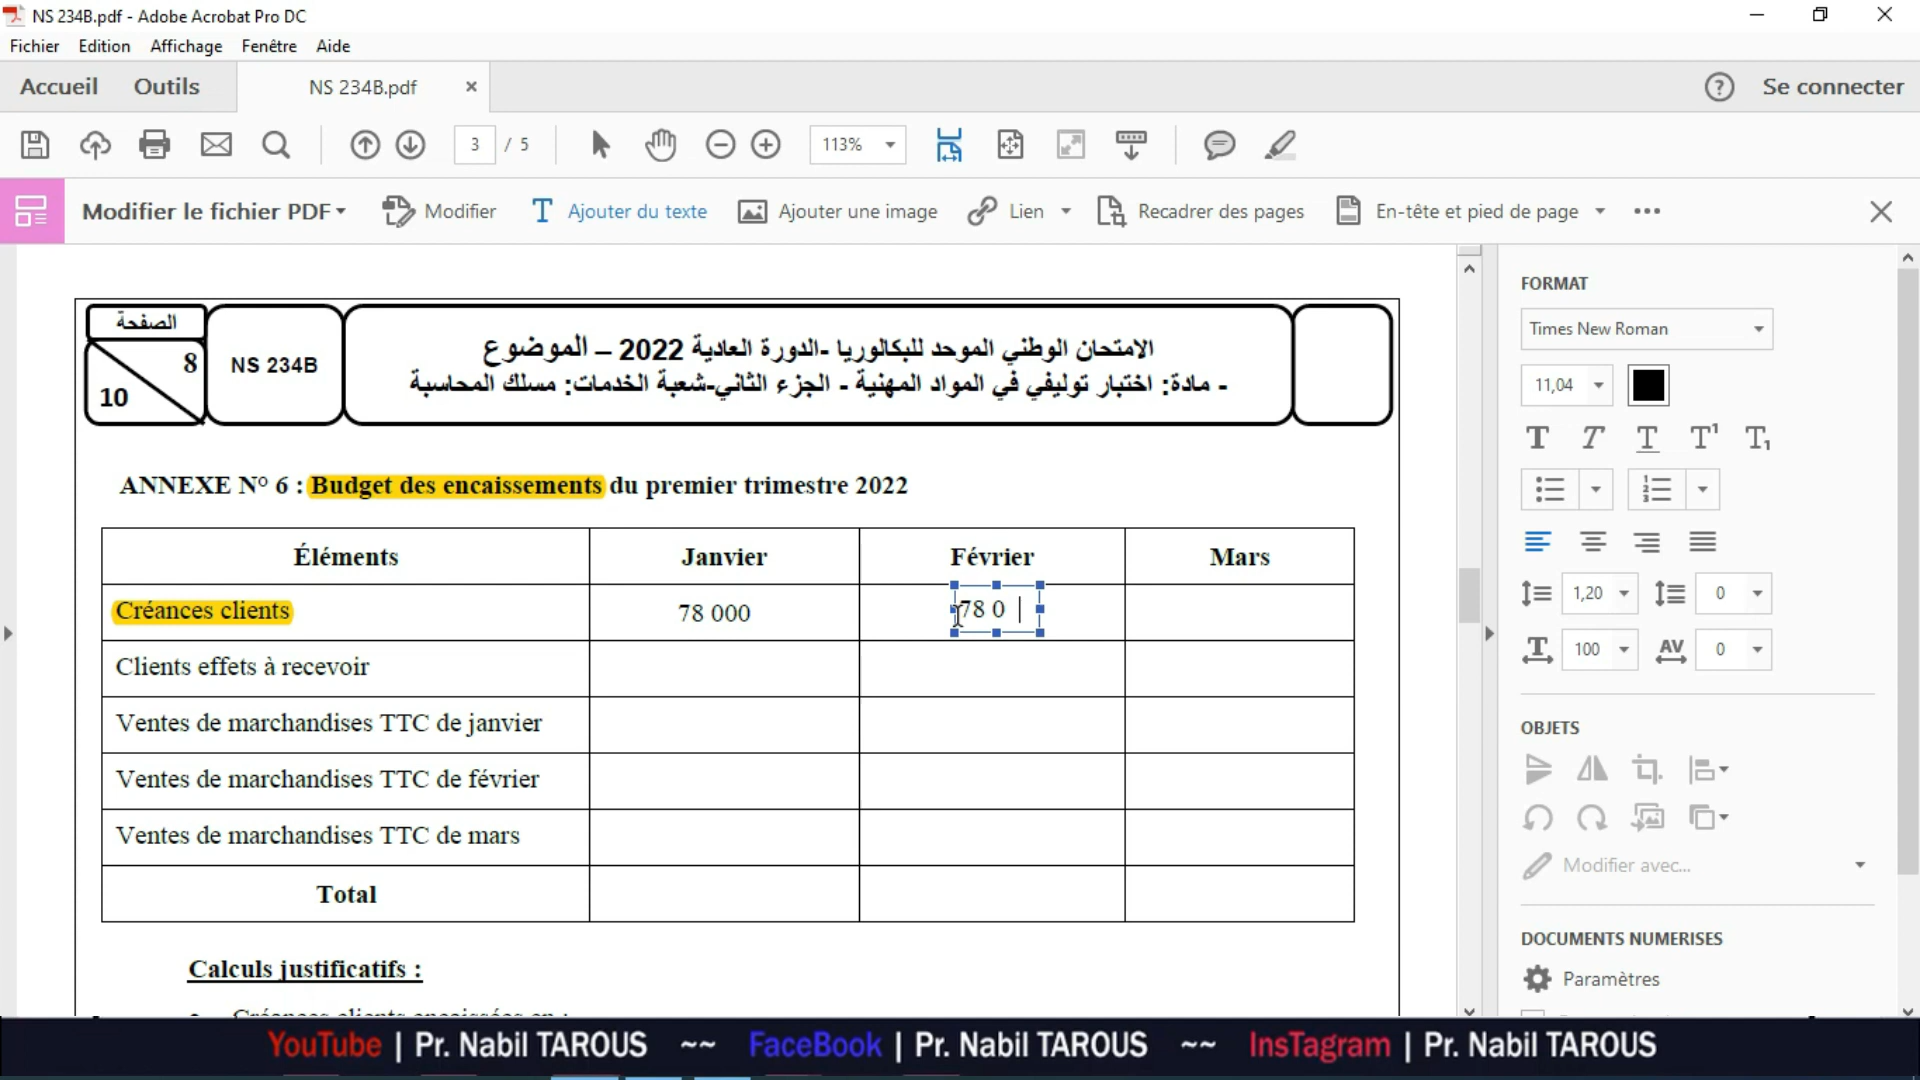 NS 234B.pdf - Adobe Acrobat Pro DC
Fichier Edition Affichage Fenêtre Aide
Accueil Outils NS 234B.pdf × Se connecter
3 / 5 113%
Modifier le fichier PDF Modifier Ajouter du texte Ajouter une image Lien Recadrer des pages En-tête et pied de page
الصفحة
8
10
NS 234B
الامتحان الوطني الموحد للبكالوريا -الدورة العادية 2022 – الموضوع
- مادة: اختبار توليفي في المواد المهنية - الجزء الثاني-شعبة الخدمات: مسلك المحاسبة
ANNEXE N° 6 : Budget des encaissements du premier trimestre 2022
Éléments Janvier Février Mars
Créances clients 78 000 78 0
Clients effets à recevoir
Ventes de marchandises TTC de janvier
Ventes de marchandises TTC de février
Ventes de marchandises TTC de mars
Total
Calculs justificatifs :
FORMAT
Times New Roman
11,04
1,20 0
100 0
OBJETS
Modifier avec...
DOCUMENTS NUMERISES
Paramètres
YouTube | Pr. Nabil TAROUS ~~ FaceBook | Pr. Nabil TAROUS ~~ InsTagram | Pr. Nabil TAROUS